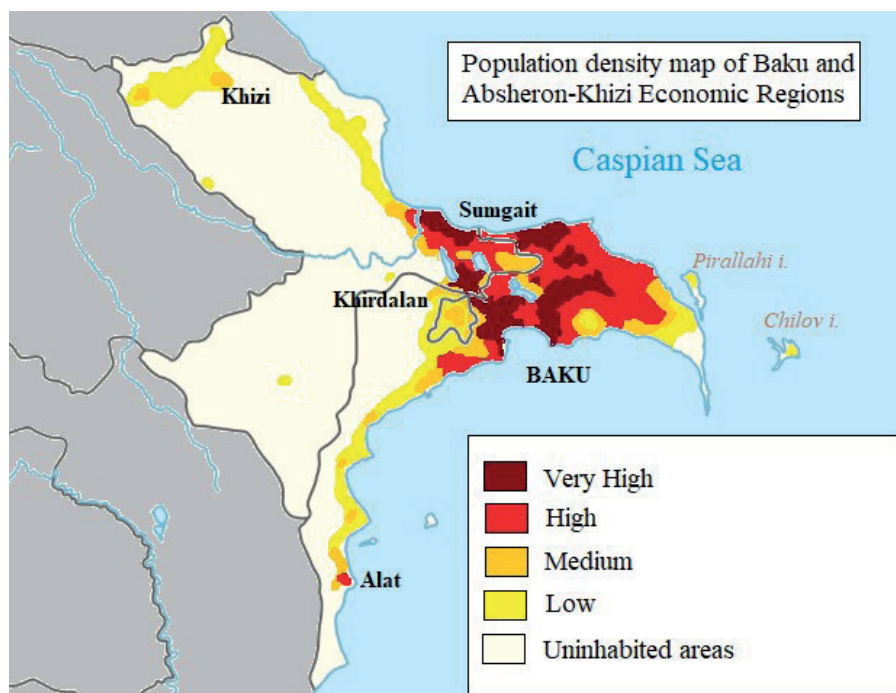 Population density map of Baku and
Absheron-Khizi Economic Regions
Khizi
Caspian Sea
Sumgait
Pirallahi i.
Khirdalan
Chilov i.
BAKU
Very High
High
Medium
Alat
Low
Uninhabited areas